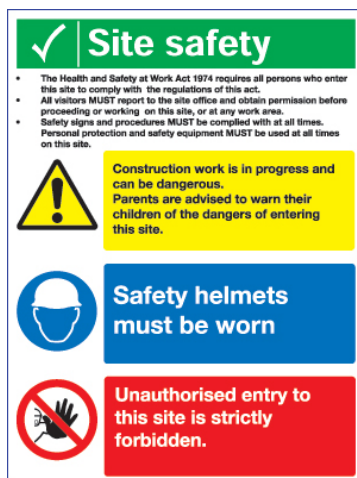 Site safety
• The Health and Safety at Work Act 1974 requires all persons who enter
this site to comply with the regulations of this act.
• All visitors MUST report to the site office and obtain permission before
proceeding or working on this site, or at any work area.
• Safety signs and procedures MUST be complied with at all times.
Personal protection and safety equipment MUST be used at all times
on this site.
Construction work is in progress and
can be dangerous.
Parents are advised to warn their
children of the dangers of entering
this site.
Safety helmets
must be worn
Unauthorised entry to
this site is strictly
forbidden.